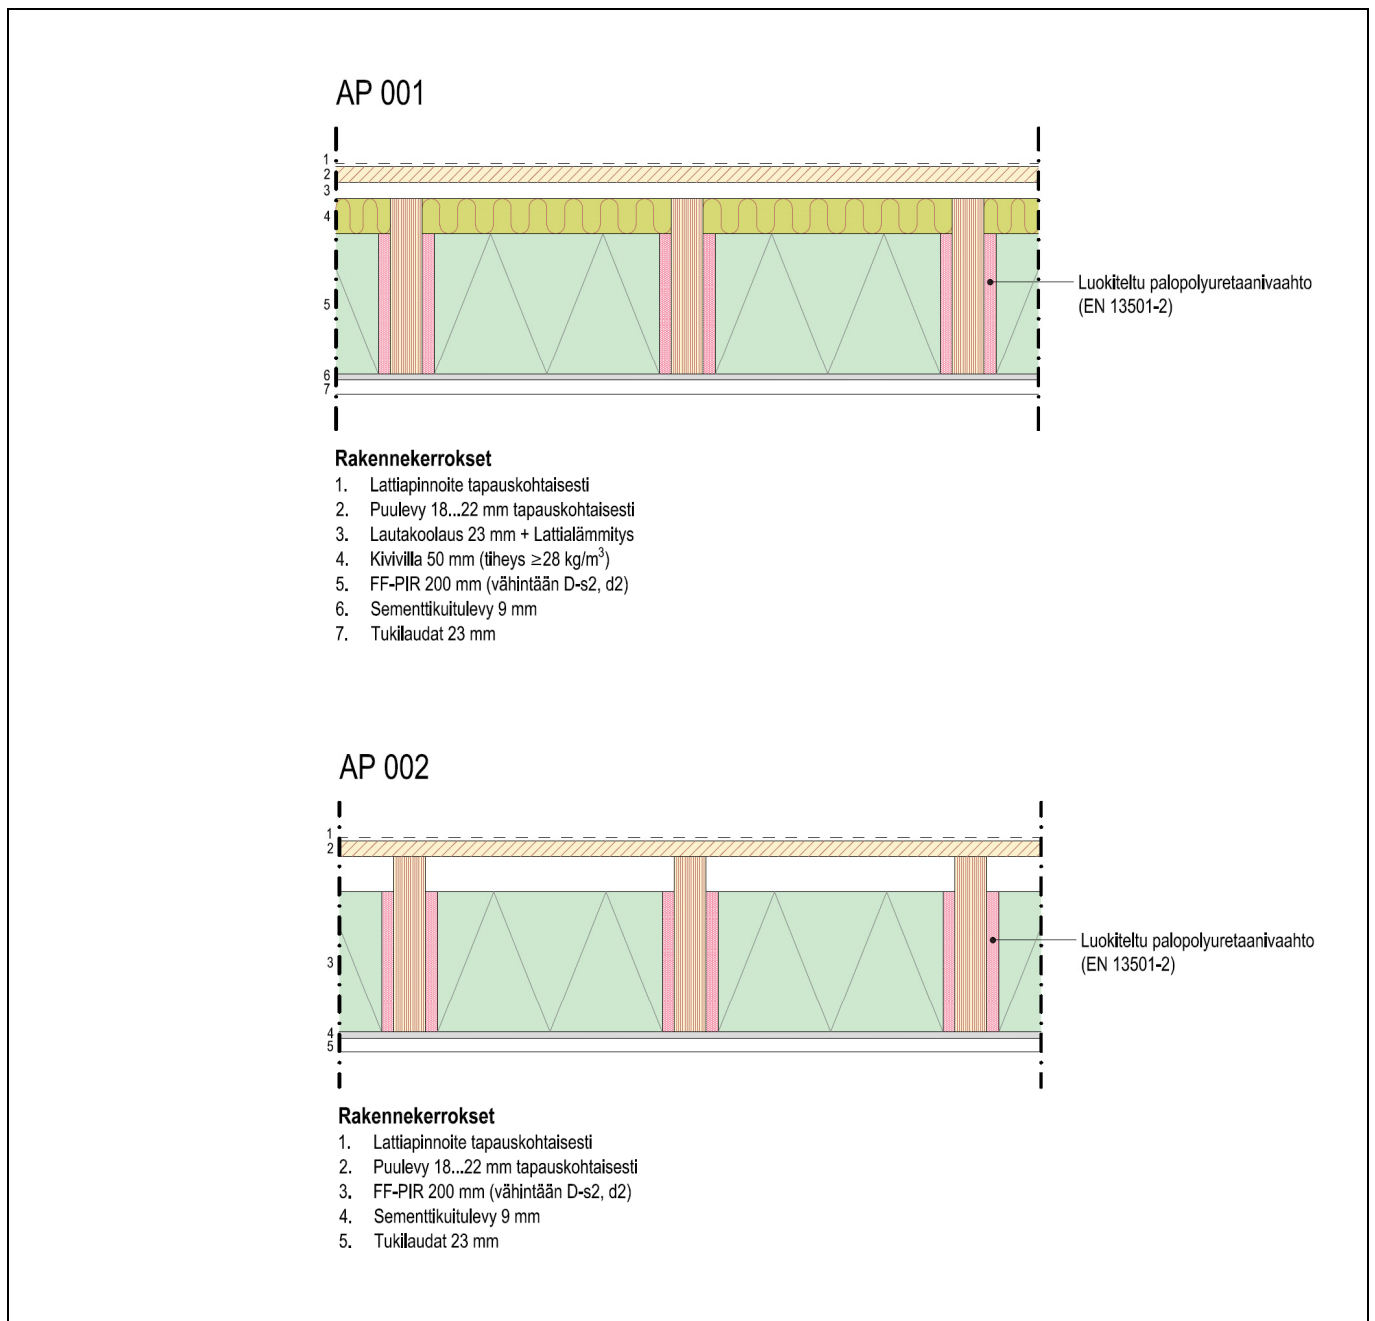 AP 001
1
2
3
4
5
6
7
Luokiteltu palopolyuretaanivaahto
(EN 13501-2)
Rakennekerrokset
1. Lattiapinnoite tapauskohtaisesti
2. Puulevy 18...22 mm tapauskohtaisesti
3. Lautakoolaus 23 mm + Lattialämmitys
4. Kivivilla 50 mm (tiheys ≥28 kg/m³)
5. FF-PIR 200 mm (vähintään D-s2, d2)
6. Sementtikuitulevy 9 mm
7. Tukilaudat 23 mm
AP 002
1
2
3
4
5
Luokiteltu palopolyuretaanivaahto
(EN 13501-2)
Rakennekerrokset
1. Lattiapinnoite tapauskohtaisesti
2. Puulevy 18...22 mm tapauskohtaisesti
3. FF-PIR 200 mm (vähintään D-s2, d2)
4. Sementtikuitulevy 9 mm
5. Tukilaudat 23 mm